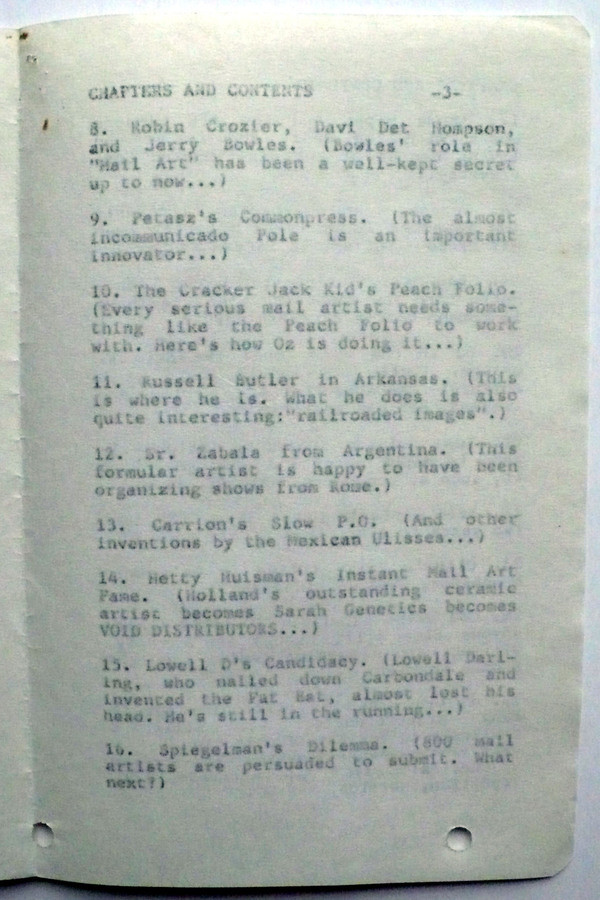 CHAPTERS AND CONTENTS -3-
8. Robin Crozier, Davi Det Hompson,
and Jerry Bowles. (Bowles' role in
"Mail Art" has been a well-kept secret
up to now...)
9. Petasz's Commonpress. (The almost
incommunicado Pole is an important
innovator...)
10. The Cracker Jack Kid's Peach Folio.
(Every serious mail artist needs some-
thing like the Peach Folio to work
with. Here's how Oz is doing it...)
11. Russell Butler in Arkansas. (This
is where he is. What he does is also
quite interesting:"railroaded images".)
12. Sr. Zabala from Argentina. (This
formular artist is happy to have been
organizing shows from Rome.)
13. Carrion's Slow P.O. (And other
inventions by the Mexican Ulisses...)
14. Hetty Huisman's Instant Mail Art
Fame. (Holland's outstanding ceramic
artist becomes Sarah Genetics becomes
VOID DISTRIBUTORS...)
15. Lowell D's Candidacy. (Lowell Darl-
ing, who nailed down Carbondale and
invented the Fat Hat, almost lost his
head. He's still in the running...)
16. Spiegelman's Dilemma. (800 mail
artists are persuaded to submit. What
next?)